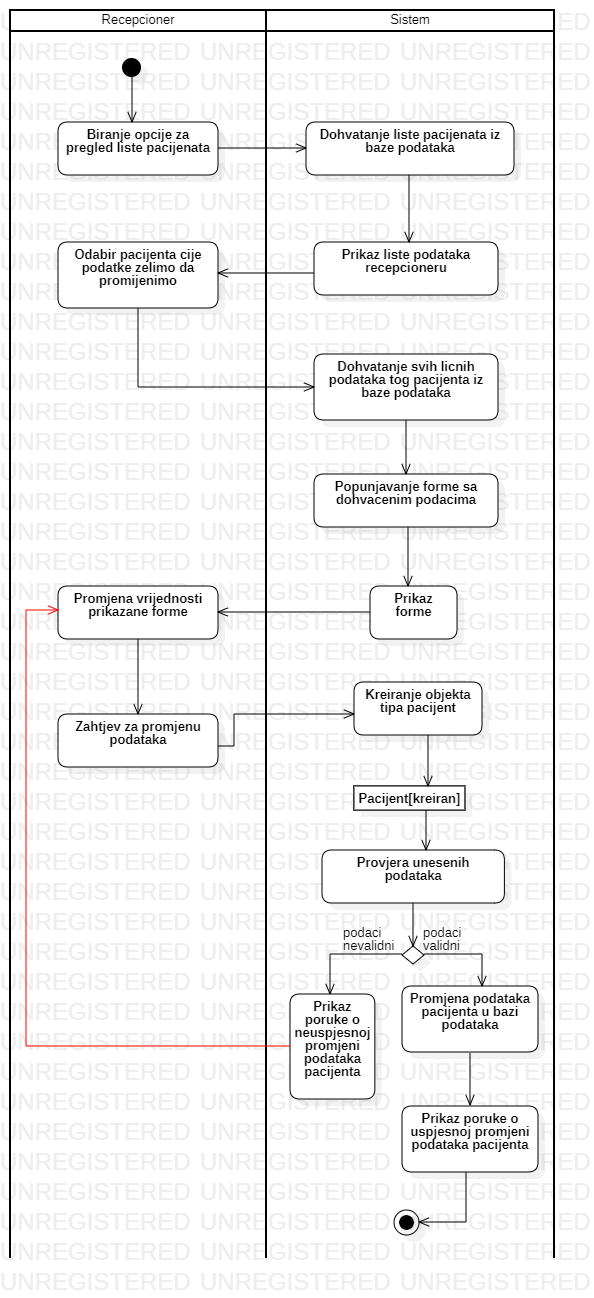 Recepcioner
Sistem
Biranje opcije za
pregled liste pacijenata
Dohvatanje liste pacijenata iz
baze podataka
Odabir pacijenta cije
podatke zelimo da
promijenimo
Prikaz liste podataka
recepcioneru
Dohvatanje svih licnih
podataka tog pacijenta iz
baze podataka
Popunjavanje forme sa
dohvacenim podacima
Promjena vrijednosti
prikazane forme
Prikaz
forme
Zahtjev za promjenu
podataka
Kreiranje objekta
tipa pacijent
Pacijent[kreiran]
Provjera unesenih
podataka
podaci
nevalidni
podaci
validni
Prikaz
poruke o
neuspjesnoj
promjeni
podataka
pacijenta
Promjena podataka
pacijenta u bazi
podataka
Prikaz poruke o
uspjesnoj promjeni
podataka pacijenta
UNREGISTERED